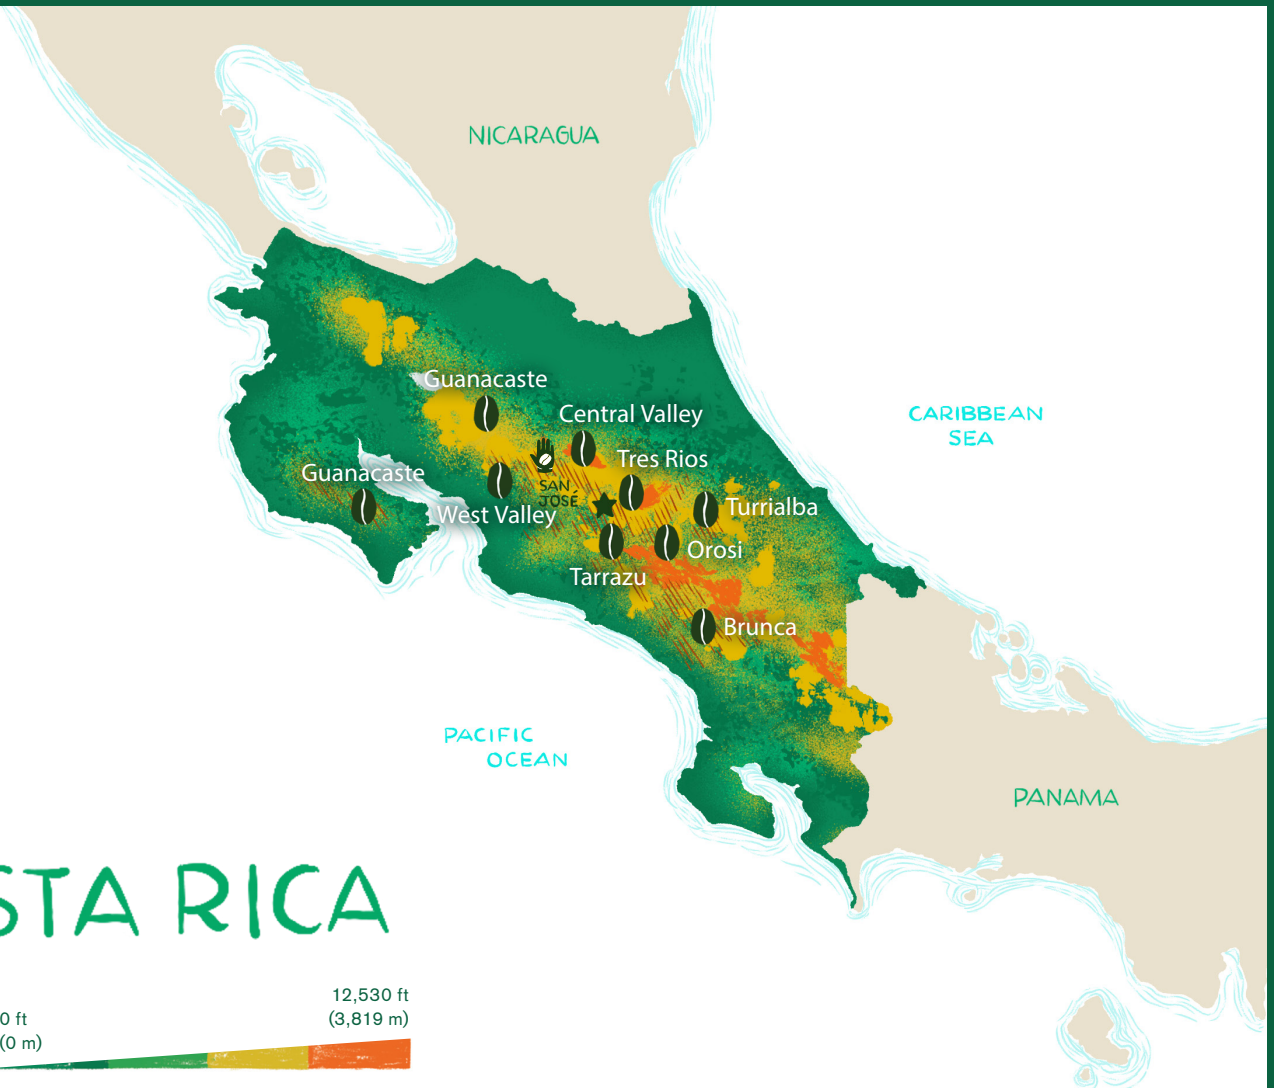 NICARAGUA
Guanacaste
Central Valley
CARIBBEAN
SEA
Tres Rios
Guanacaste
SAN
JOSÉ
Turrialba
West Valley
Orosi
Tarrazu
Brunca
PACIFIC
OCEAN
PANAMA
STA RICA
12,530 ft
(3,819 m)
0 ft
(0 m)